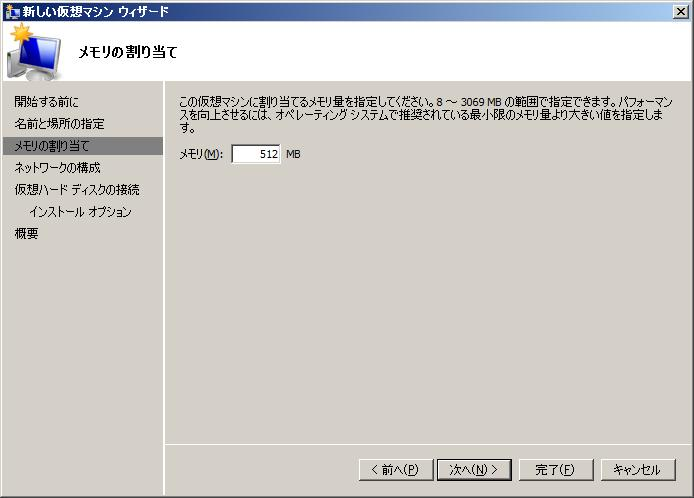 新しい仮想マシン ウィザード
メモリの割り当て
開始する前に
名前と場所の指定
メモリの割り当て
ネットワークの構成
仮想ハード ディスクの接続
インストール オプション
概要
この仮想マシンに割り当てるメモリ量を指定してください。8 ～ 3069 MB の範囲で指定できます。パフォーマン
スを向上させるには、オペレーティング システムで推奨されている最小限のメモリ量より大きい値を指定しま
す。
メモリ(M): 512 MB
< 前へ(P) 次へ(N) > 完了(F) キャンセル